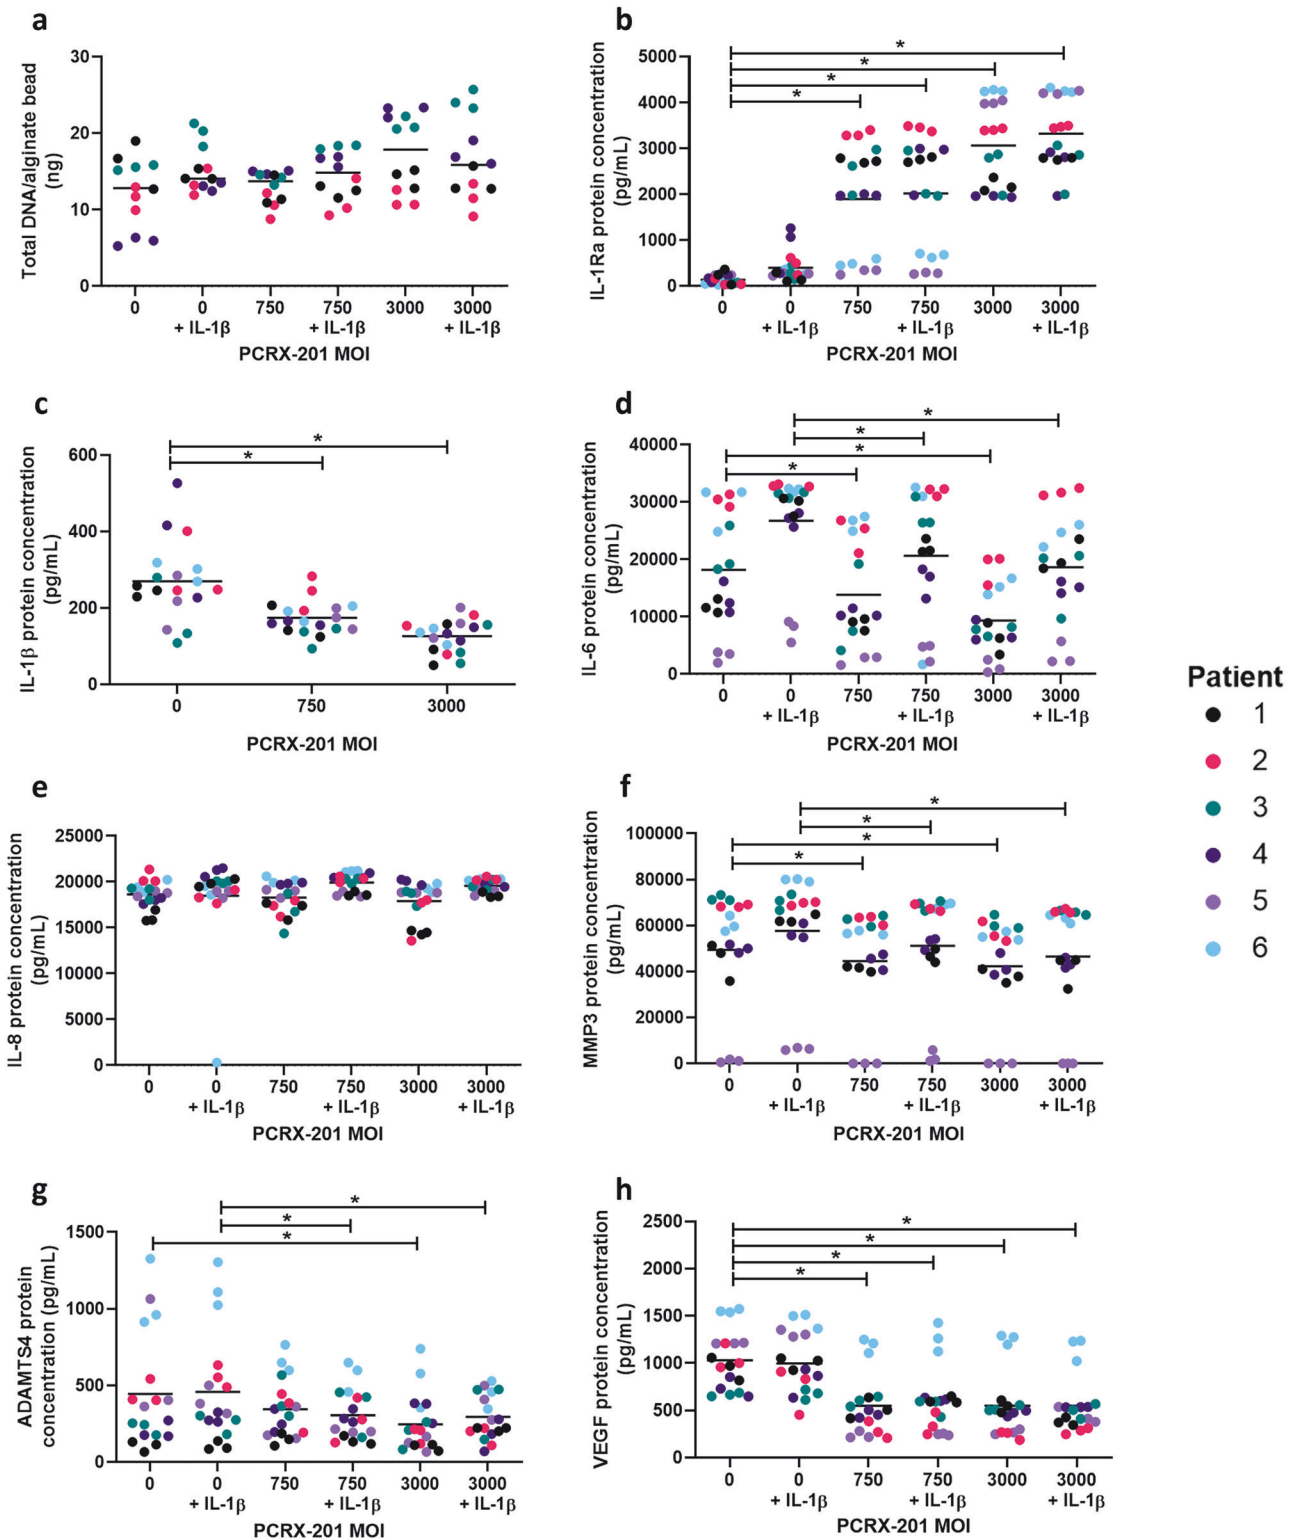 a
Total DNA/alginate bead
(ng)
30
20
10
0
0 0 750 750 3000 3000
+ IL-1β + IL-1β + IL-1β
PCRX-201 MOI
b
IL-1Ra protein concentration
(pg/mL)
5000
4000
3000
2000
1000
0
* * * *
0 0 750 750 3000 3000
+ IL-1β + IL-1β + IL-1β
PCRX-201 MOI
c
IL-1β protein concentration
(pg/mL)
600
400
200
0
* *
0 750 3000
PCRX-201 MOI
d
IL-6 protein concentration
(pg/mL)
40000
30000
20000
10000
0
* * * *
0 0 750 750 3000 3000
+ IL-1β + IL-1β + IL-1β
PCRX-201 MOI
Patient
1
2
3
4
5
6
e
IL-8 protein concentration
(pg/mL)
25000
20000
15000
10000
5000
0
0 0 750 750 3000 3000
+ IL-1β + IL-1β + IL-1β
PCRX-201 MOI
f
MMP3 protein concentration
(pg/mL)
100000
80000
60000
40000
20000
0
* * * *
0 0 750 750 3000 3000
+ IL-1β + IL-1β + IL-1β
PCRX-201 MOI
g
ADAMTS4 protein
concentration (pg/mL)
1500
1000
500
0
* * *
0 0 750 750 3000 3000
+ IL-1β + IL-1β + IL-1β
PCRX-201 MOI
h
VEGF protein concentration
(pg/mL)
2500
2000
1500
1000
500
0
* * * *
0 0 750 750 3000 3000
+ IL-1β + IL-1β + IL-1β
PCRX-201 MOI